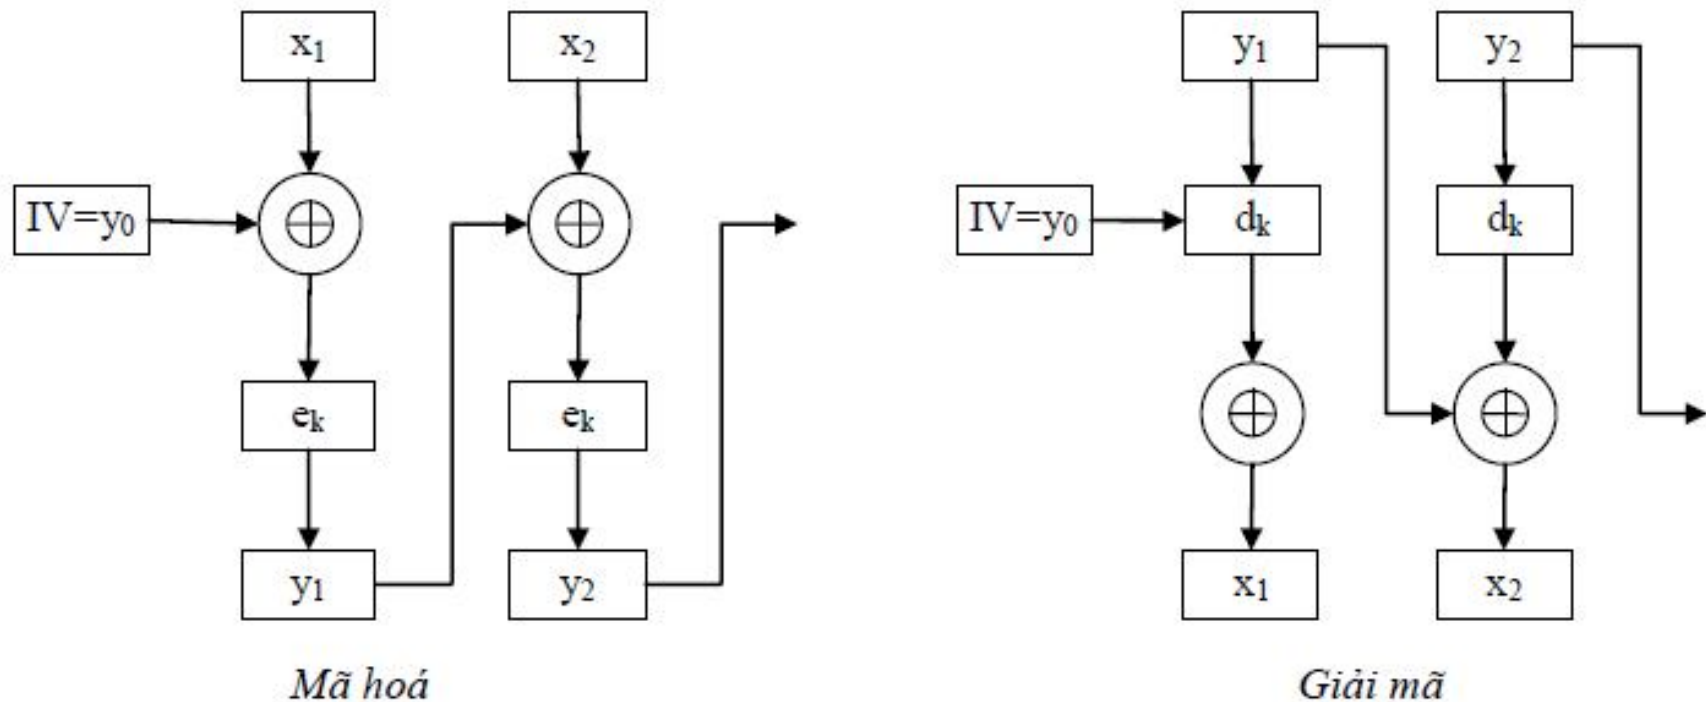 x₁ x₂
IV=y₀
eₖ eₖ
y₁ y₂
Mã hoá
y₁ y₂
IV=y₀ dₖ dₖ
x₁ x₂
Giải mã